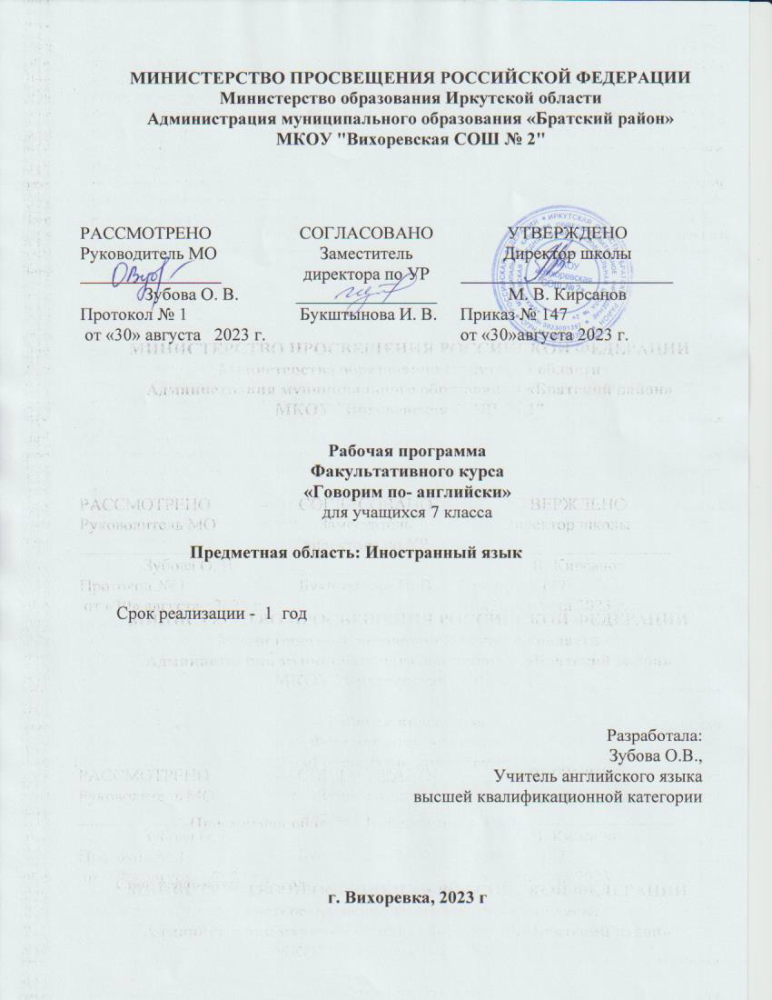 МИНИСТЕРСТВО ПРОСВЕЩЕНИЯ РОССИЙСКОЙ ФЕДЕРАЦИИ
Министерство образования Иркутской области
Администрация муниципального образования «Братский район»
МКОУ "Вихоревская СОШ № 2"
РАССМОТРЕНО
Руководитель МО
Зубова О. В.
Протокол № 1
от «30» августа 2023 г.
СОГЛАСОВАНО
Заместитель
директора по УР
Букштынова И. В.
УТВЕРЖДЕНО
Директор школы
М. В. Кирсанов
Приказ № 147
от «30»августа 2023 г.
Рабочая программа
Факультативного курса
«Говорим по- английски»
для учащихся 7 класса
Предметная область: Иностранный язык
Срок реализации - 1 год
Разработала:
Зубова О.В.,
Учитель английского языка
высшей квалификационной категории
г. Вихоревка, 2023 г